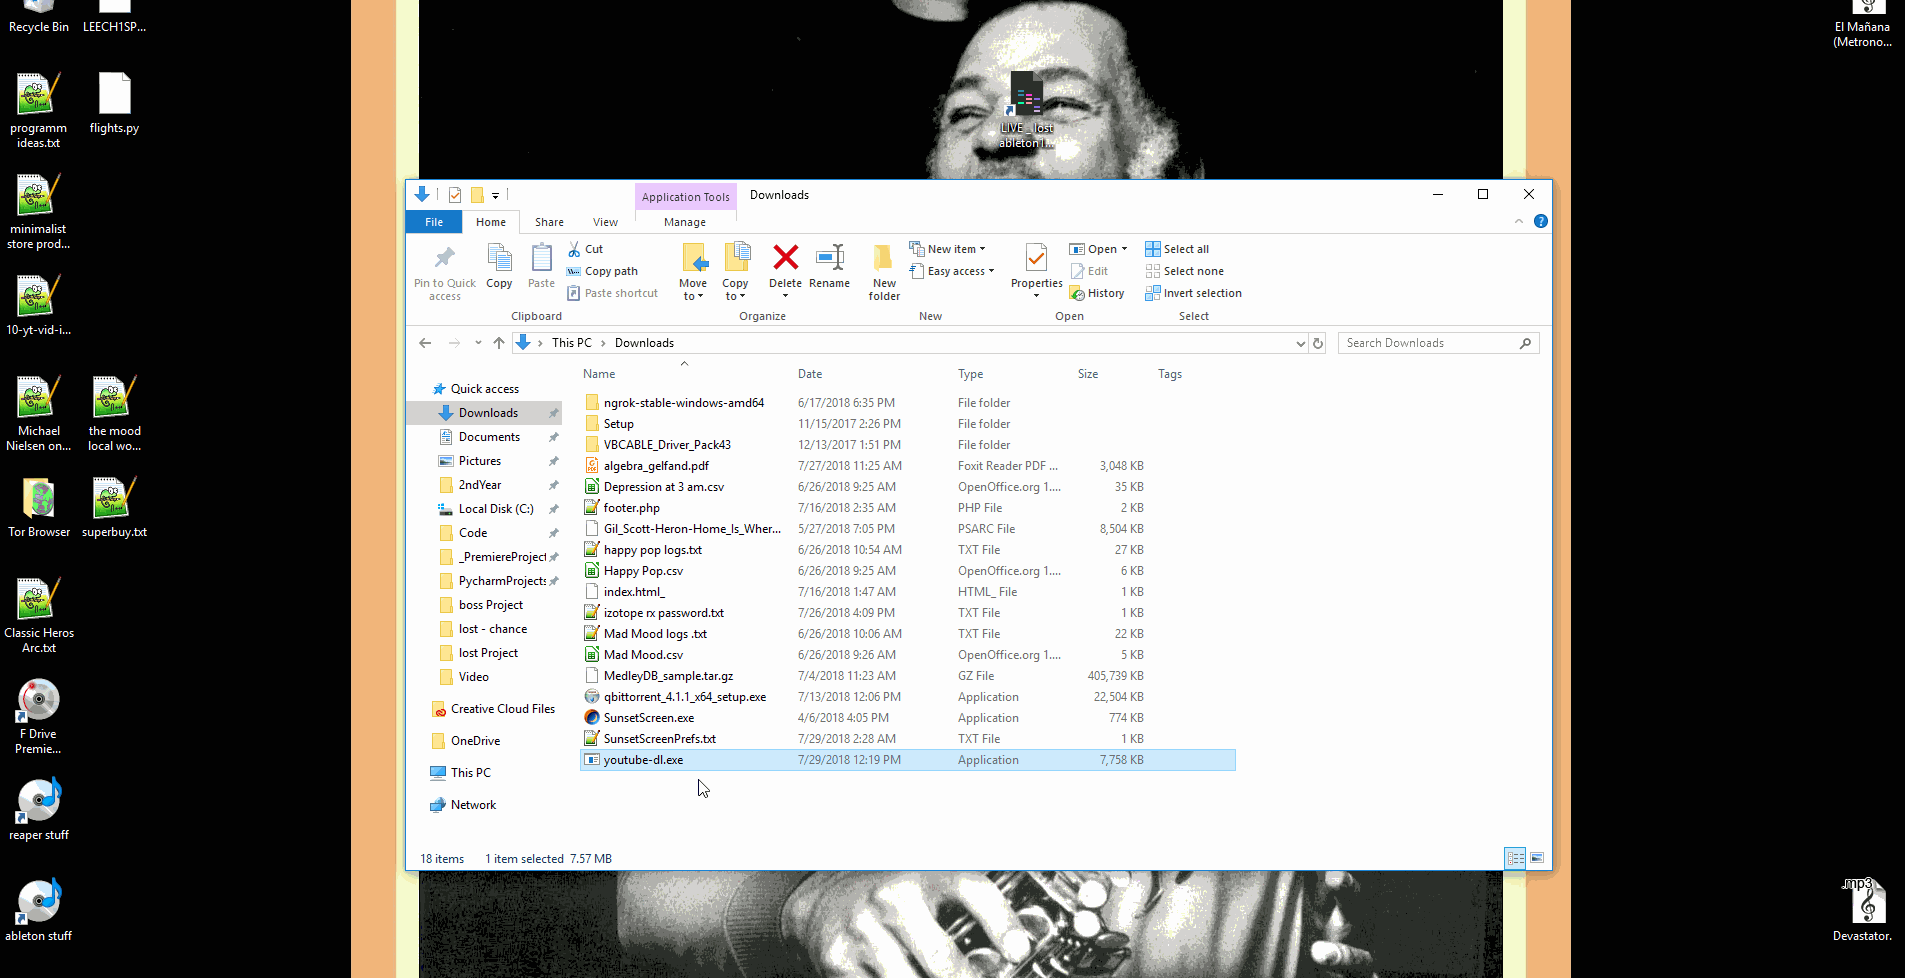 Recycle Bin
LEECH1SP...
El Mañana
(Metrono...
programm
ideas.txt
flights.py
LIVE_ lost
ableton l...
minimalist
store prod...
10-yt-vid-i...
Michael
Nielsen on...
the mood
local wo...
Tor Browser
superbuy.txt
Classic Heros
Arc.txt
F Drive
Premie...
reaper stuff
ableton stuff
.mp3
Devastator.
Application Tools
Downloads
File
Home
Share
View
Manage
Pin to Quick
access
Copy
Paste
Cut
Copy path
Paste shortcut
Clipboard
Move
to
Copy
to
Delete
Rename
Organize
New
folder
New item
Easy access
New
Properties
Open
Edit
History
Open
Select all
Select none
Invert selection
Select
This PC > Downloads
Search Downloads
Quick access
Downloads
Documents
Pictures
2ndYear
Local Disk (C:)
Code
_PremiereProject
PycharmProjects
boss Project
lost - chance
lost Project
Video
Creative Cloud Files
OneDrive
This PC
Network
Name Date Type Size Tags
ngrok-stable-windows-amd64 6/17/2018 6:35 PM File folder
Setup 11/15/2017 2:26 PM File folder
VBCABLE_Driver_Pack43 12/13/2017 1:51 PM File folder
algebra_gelfand.pdf 7/27/2018 11:25 AM Foxit Reader PDF ... 3,048 KB
Depression at 3 am.csv 6/26/2018 9:25 AM OpenOffice.org 1.... 35 KB
footer.php 7/16/2018 2:35 AM PHP File 2 KB
Gil_Scott-Heron-Home_Is_Wher... 5/27/2018 7:05 PM PSARC File 8,504 KB
happy pop logs.txt 6/26/2018 10:54 AM TXT File 27 KB
Happy Pop.csv 6/26/2018 9:25 AM OpenOffice.org 1.... 6 KB
index.html_ 7/16/2018 1:47 AM HTML_ File 1 KB
izotope rx password.txt 7/26/2018 4:09 PM TXT File 1 KB
Mad Mood logs .txt 6/26/2018 10:06 AM TXT File 22 KB
Mad Mood.csv 6/26/2018 9:26 AM OpenOffice.org 1.... 5 KB
MedleyDB_sample.tar.gz 7/4/2018 11:23 AM GZ File 405,739 KB
qbittorrent_4.1.1_x64_setup.exe 7/13/2018 12:06 PM Application 22,504 KB
SunsetScreen.exe 4/6/2018 4:05 PM Application 774 KB
SunsetScreenPrefs.txt 7/29/2018 2:28 AM TXT File 1 KB
youtube-dl.exe 7/29/2018 12:19 PM Application 7,758 KB
18 items 1 item selected 7.57 MB